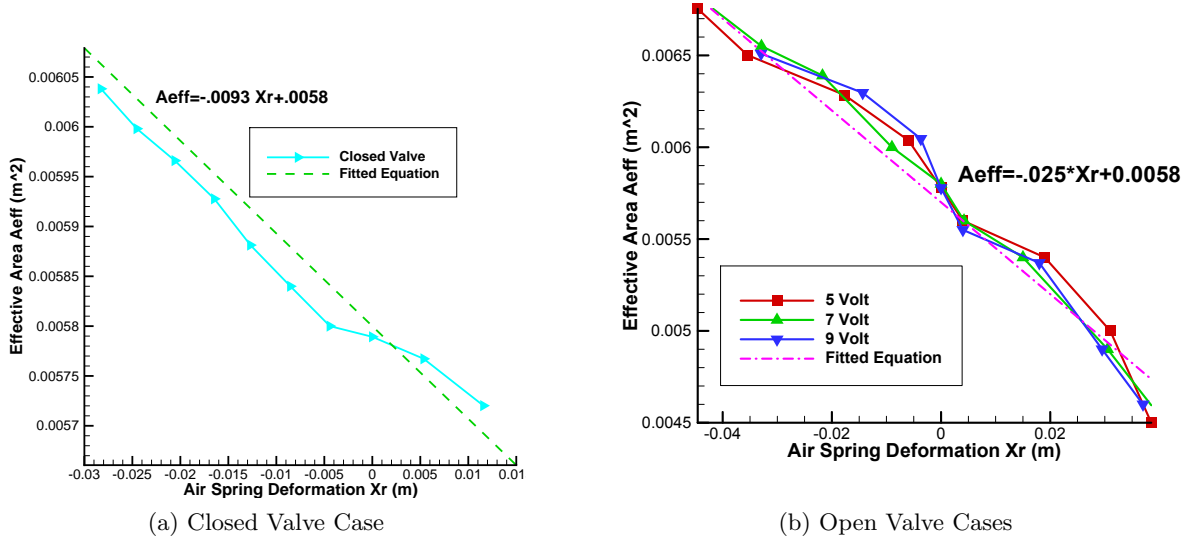 Aeff=-.0093 Xr+.0058
Closed Valve
Fitted Equation
Effective Area Aeff (m^2)
0.00605
0.006
0.00595
0.0059
0.00585
0.0058
0.00575
0.0057
-0.03 -0.025 -0.02 -0.015 -0.01 -0.005 0 0.005 0.01 0.01
Air Spring Deformation Xr (m)
(a) Closed Valve Case
Aeff=-.025*Xr+0.0058
5 Volt
7 Volt
9 Volt
Fitted Equation
Effective Area Aeff (m^2)
0.0065
0.006
0.0055
0.005
0.0045
-0.04 -0.02 0 0.02
Air Spring Deformation Xr (m)
(b) Open Valve Cases